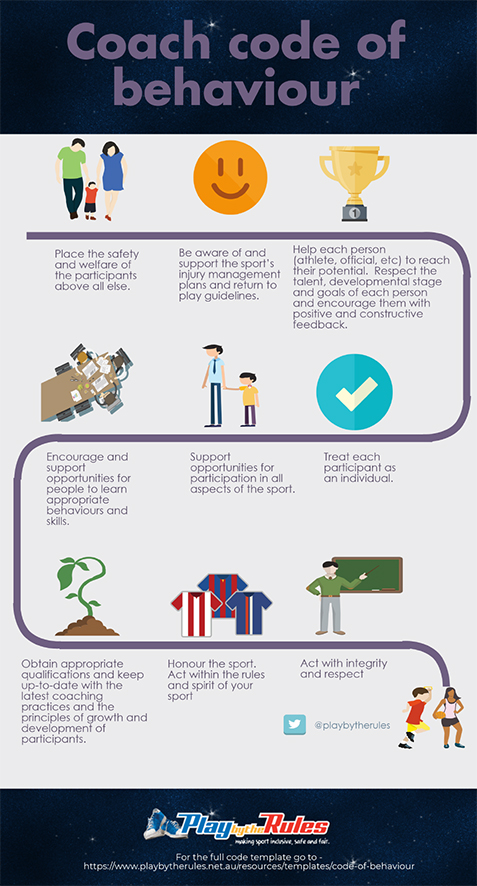 Coach code of
behaviour
Place the safety
and welfare of
the participants
above all else.
Be aware of and
support the sport's
injury management
plans and return to
play guidelines.
Help each person
(athlete, official, etc) to reach
their potential. Respect the
talent, developmental stage
and goals of each person
and encourage them with
positive and constructive
feedback.
Encourage and
support
opportunities for
people to learn
appropriate
behaviours and
skills.
Support
opportunities for
participation in all
aspects of the sport.
Treat each
participant as
an individual.
Obtain appropriate
qualifications and keep
up-to-date with the
latest coaching
practices and the
principles of growth and
development of
participants.
Honour the sport.
Act within the rules
and spirit of your
sport
Act with integrity
and respect
@playbytherules
1
Play by the Rules
making sport inclusive, safe and fair.
For the full code template go to -
https://www.playbytherules.net.au/resources/templates/code-of-behaviour